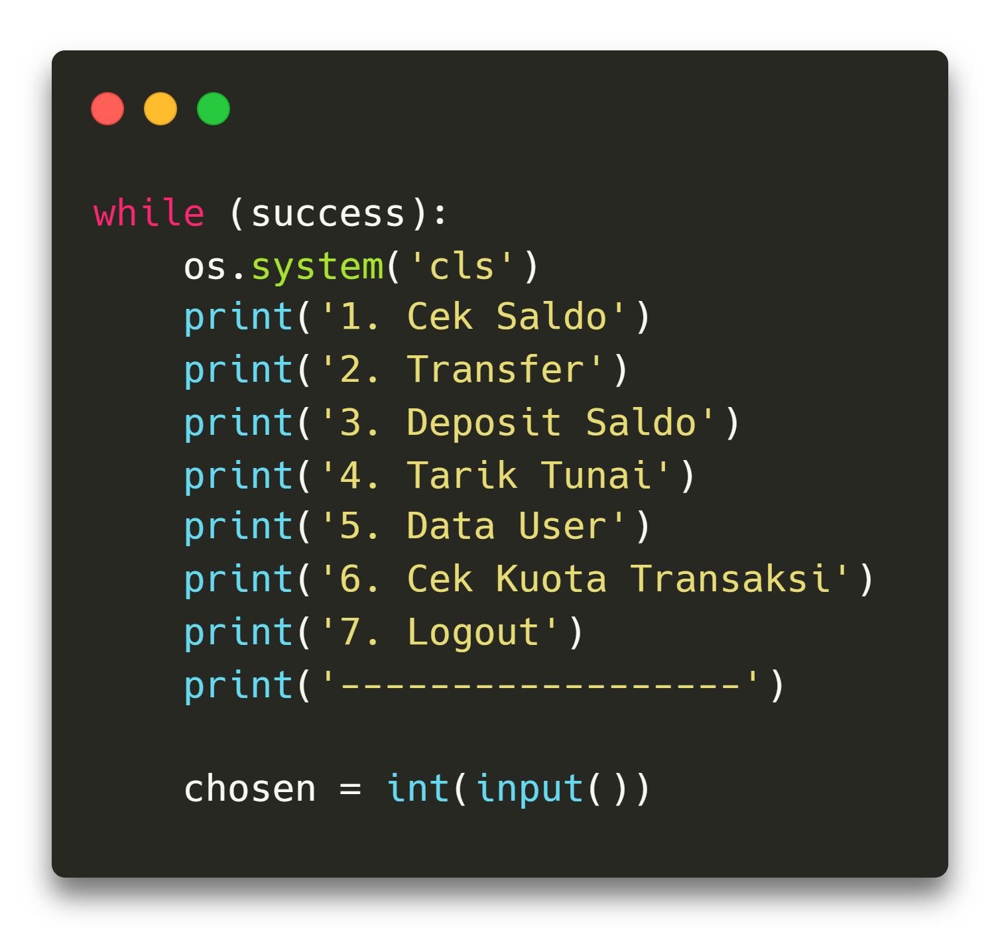 while (success):
    os.system('cls')
    print('1. Cek Saldo')
    print('2. Transfer')
    print('3. Deposit Saldo')
    print('4. Tarik Tunai')
    print('5. Data User')
    print('6. Cek Kuota Transaksi')
    print('7. Logout')
    print('------------------')
    chosen = int(input())